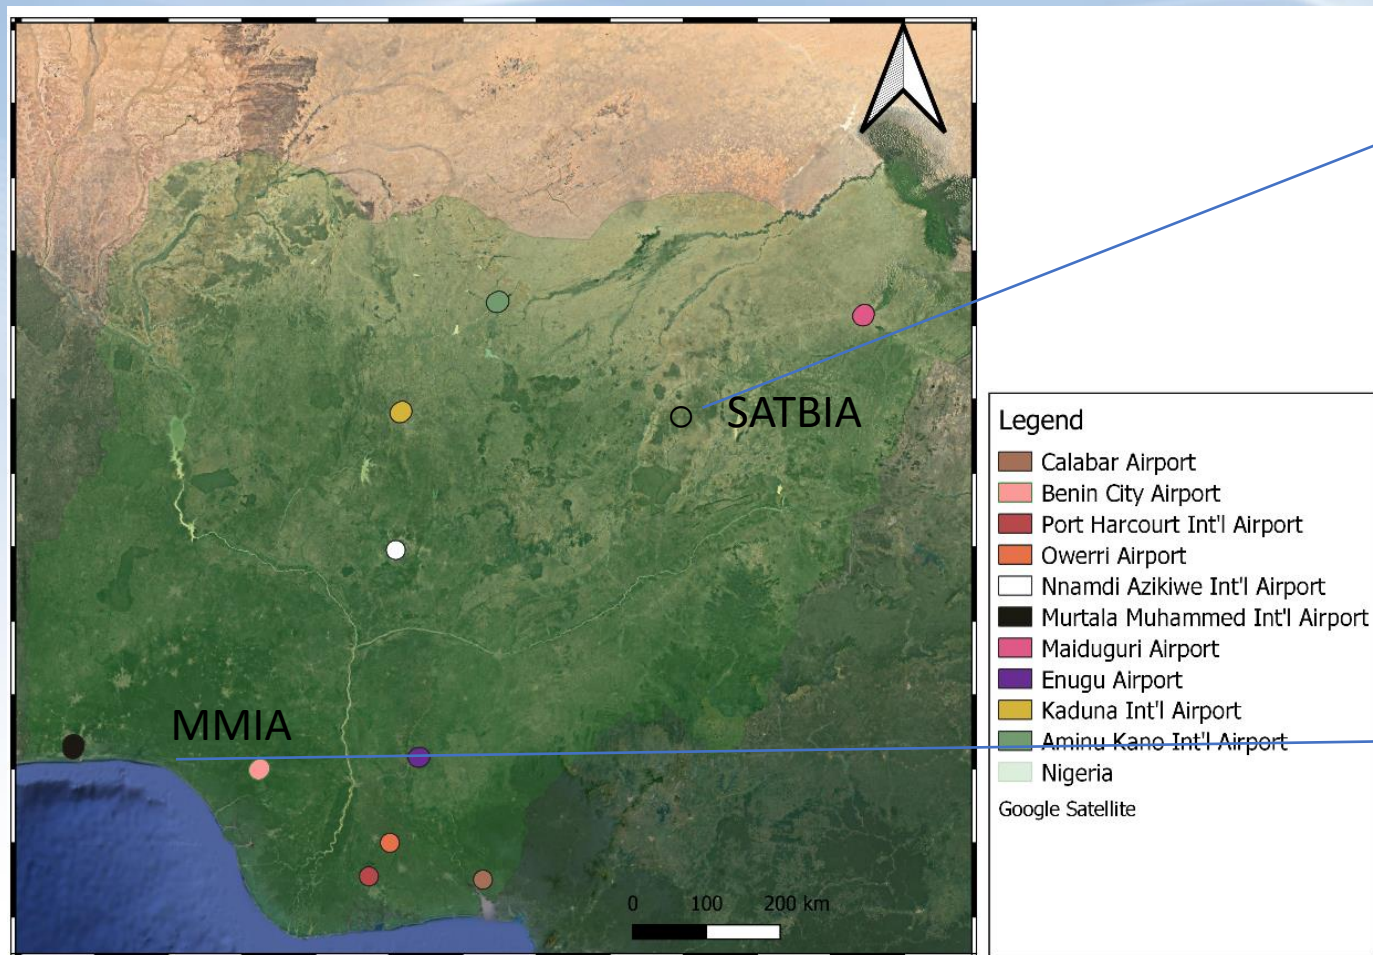 SATBIA
MMIA
0 100 200 km
Legend
Calabar Airport
Benin City Airport
Port Harcourt Int'l Airport
Owerri Airport
Nnamdi Azikiwe Int'l Airport
Murtala Muhammed Int'l Airport
Maiduguri Airport
Enugu Airport
Kaduna Int'l Airport
Aminu Kano Int'l Airport
Nigeria
Google Satellite